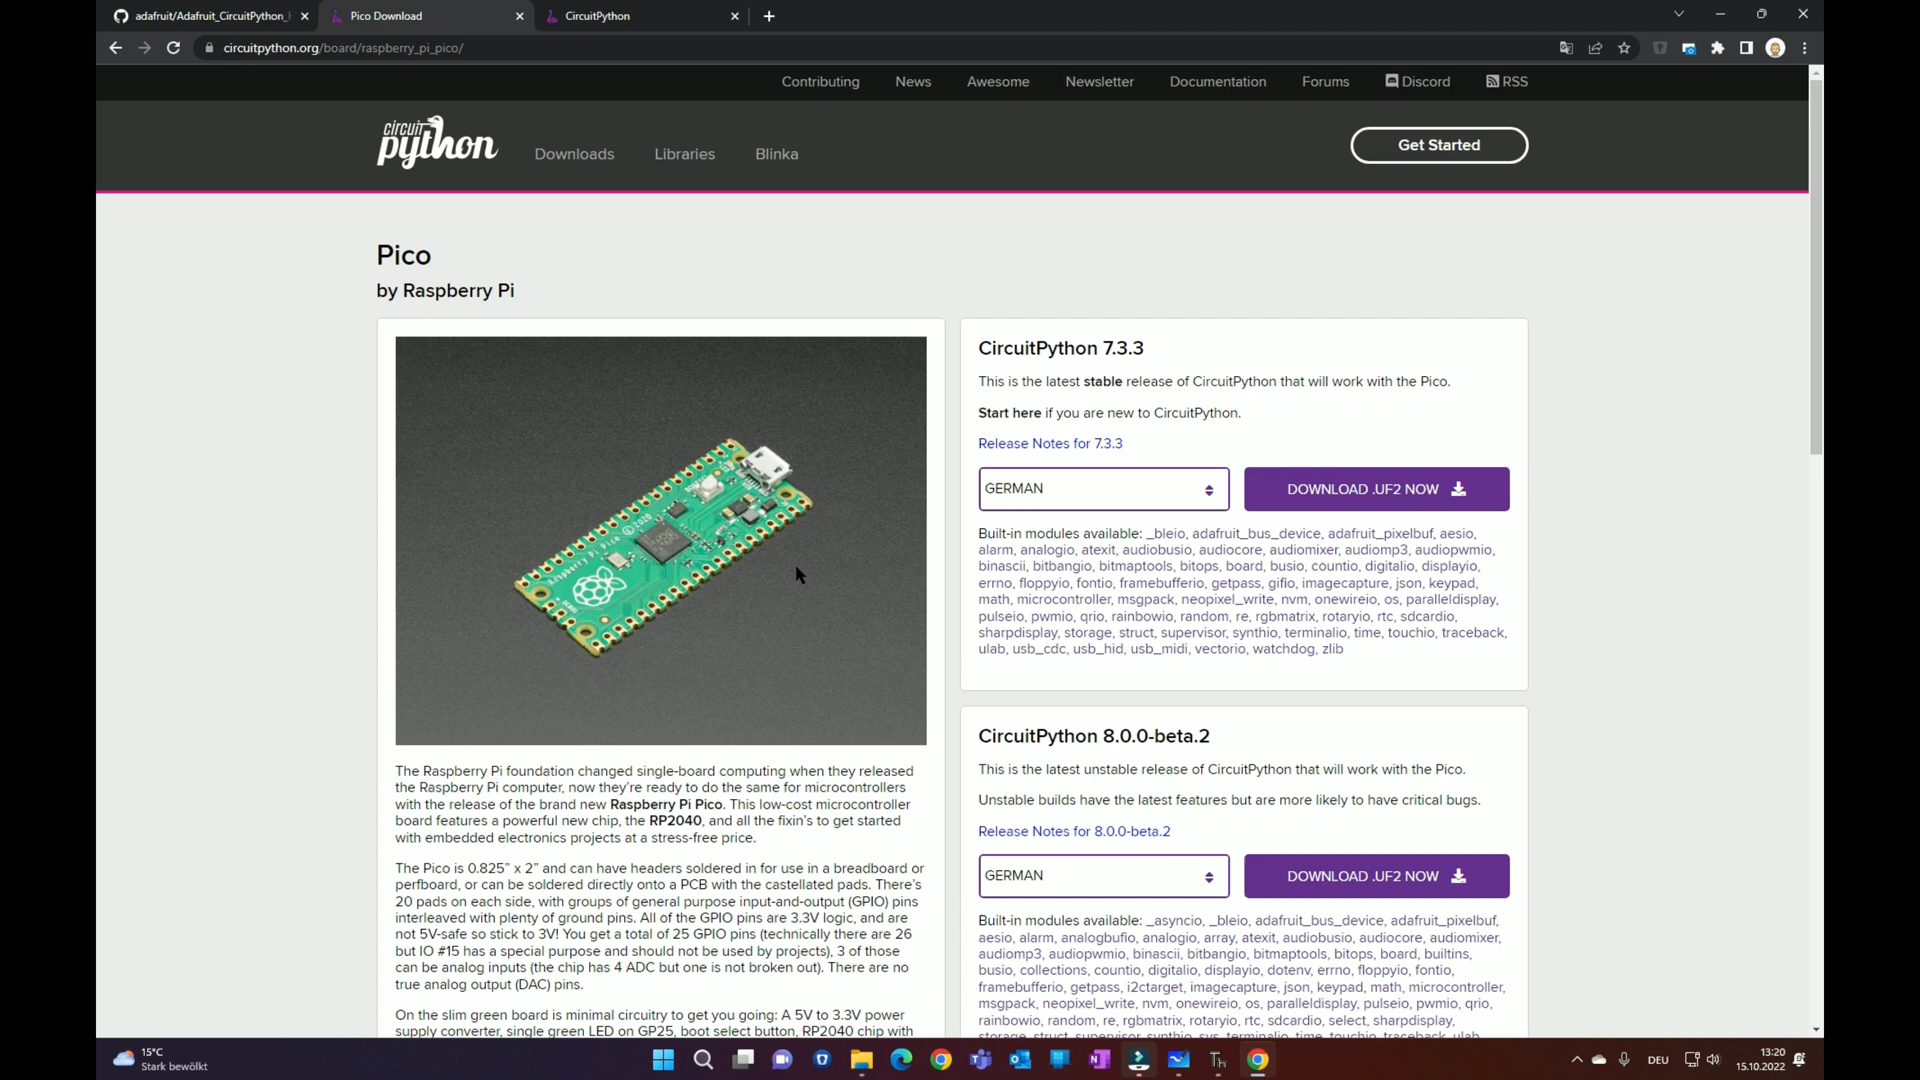 adafruit/Adafruit_CircuitPython_
Pico Download
CircuitPython
circuitpython.org/board/raspberry_pi_pico/
Contributing News Awesome Newsletter Documentation Forums Discord RSS
circuit
python
Downloads Libraries Blinka
Get Started
Pico
by Raspberry Pi
Raspberry Pi Pico © 2020
The Raspberry Pi foundation changed single-board computing when they released
the Raspberry Pi computer, now they're ready to do the same for microcontrollers
with the release of the brand new Raspberry Pi Pico. This low-cost microcontroller
board features a powerful new chip, the RP2040, and all the fixin's to get started
with embedded electronics projects at a stress-free price.
The Pico is 0.825" x 2" and can have headers soldered in for use in a breadboard or
perfboard, or can be soldered directly onto a PCB with the castellated pads. There's
20 pads on each side, with groups of general purpose input-and-output (GPIO) pins
interleaved with plenty of ground pins. All of the GPIO pins are 3.3V logic, and are
not 5V-safe so stick to 3V! You get a total of 25 GPIO pins (technically there are 26
but IO #15 has a special purpose and should not be used by projects), 3 of those
can be analog inputs (the chip has 4 ADC but one is not broken out). There are no
true analog output (DAC) pins.
On the slim green board is minimal circuitry to get you going: A 5V to 3.3V power
supply converter, single green LED on GP25, boot select button, RP2040 chip with
CircuitPython 7.3.3
This is the latest stable release of CircuitPython that will work with the Pico.
Start here if you are new to CircuitPython.
Release Notes for 7.3.3
GERMAN
DOWNLOAD .UF2 NOW
Built-in modules available: _bleio, adafruit_bus_device, adafruit_pixelbuf, aesio,
alarm, analogio, atexit, audiobusio, audiocore, audiomixer, audiomp3, audiopwmio,
binascii, bitbangio, bitmaptools, bitops, board, busio, countio, digitalio, displayio,
errno, floppyio, fontio, framebufferio, getpass, gifio, imagecapture, json, keypad,
math, microcontroller, msgpack, neopixel_write, nvm, onewireio, os, paralleldisplay,
pulseio, pwmio, qrio, rainbowio, random, re, rgbmatrix, rotaryio, rtc, sdcardio,
sharpdisplay, storage, struct, supervisor, synthio, terminalio, time, touchio, traceback,
ulab, usb_cdc, usb_hid, usb_midi, vectorio, watchdog, zlib
CircuitPython 8.0.0-beta.2
This is the latest unstable release of CircuitPython that will work with the Pico.
Unstable builds have the latest features but are more likely to have critical bugs.
Release Notes for 8.0.0-beta.2
GERMAN
DOWNLOAD .UF2 NOW
Built-in modules available: _asyncio, _bleio, adafruit_bus_device, adafruit_pixelbuf,
aesio, alarm, analogbufio, analogio, array, atexit, audiobusio, audiocore, audiomixer,
audiomp3, audiopwmio, binascii, bitbangio, bitmaptools, bitops, board, builtins,
busio, collections, countio, digitalio, displayio, dotenv, errno, floppyio, fontio,
framebufferio, getpass, i2ctarget, imagecapture, json, keypad, math, microcontroller,
msgpack, neopixel_write, nvm, onewireio, os, paralleldisplay, pulseio, pwmio, qrio,
rainbowio, random, re, rgbmatrix, rotaryio, rtc, sdcardio, select, sharpdisplay,
storage, struct, supervisor, synthio, sys, terminalio, time, touchio, traceback, ulab
15°C
Stark bewölkt
DEU
13:20
15.10.2022